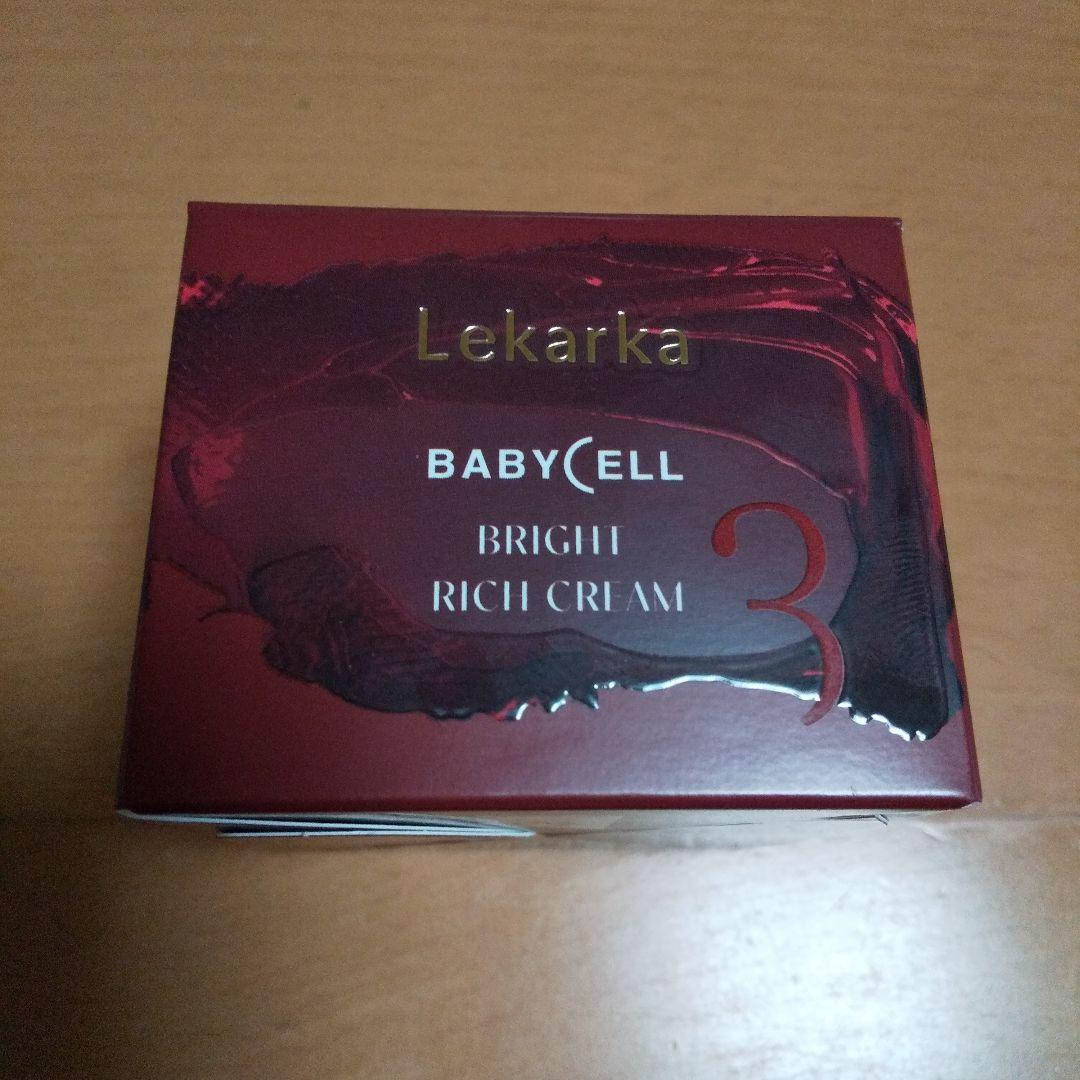 Lekarka
BABYCELL
BRIGHT
RICH CREAM
3